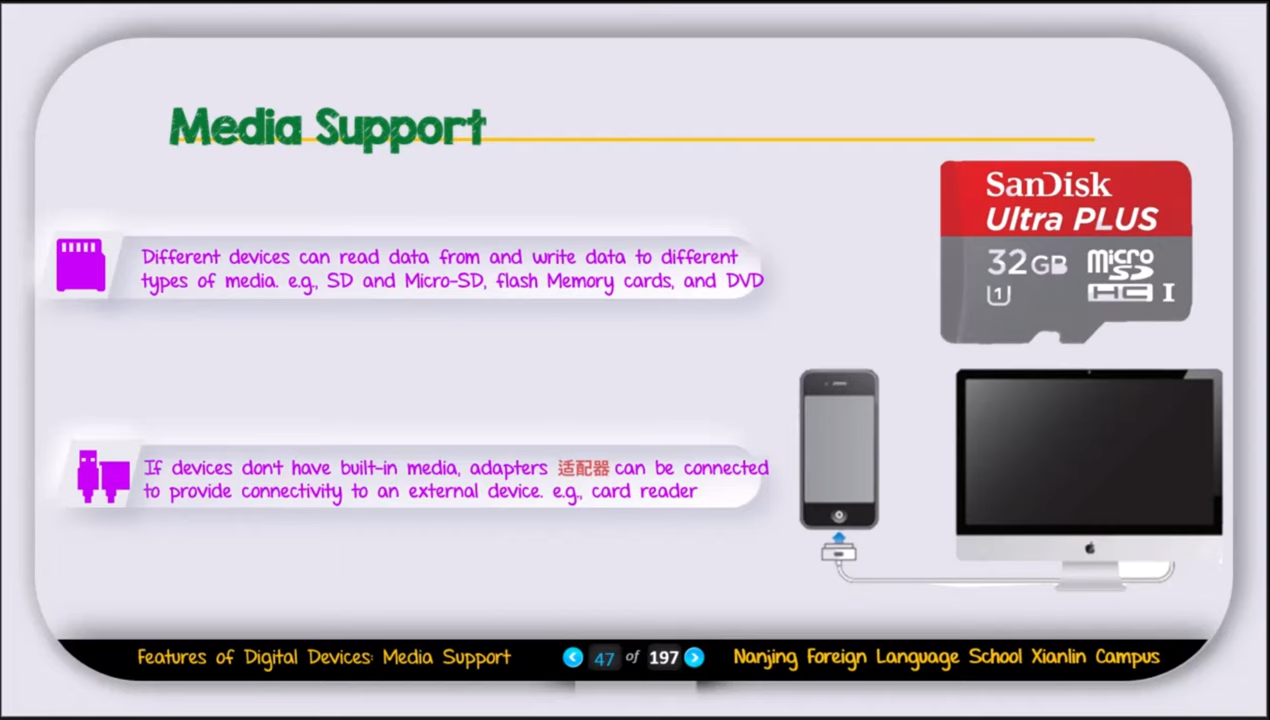 Media Support
SanDisk
Ultra PLUS
32GB
micro
SD
HC I
1
Different devices can read data from and write data to different
types of media. e.g., SD and Micro-SD, flash Memory cards, and DVD
If devices don't have built-in media, adapters 适配器 can be connected
to provide connectivity to an external device. e.g., card reader
Features of Digital Devices: Media Support
47 of 197
Nanjing Foreign Language School Xianlin Campus